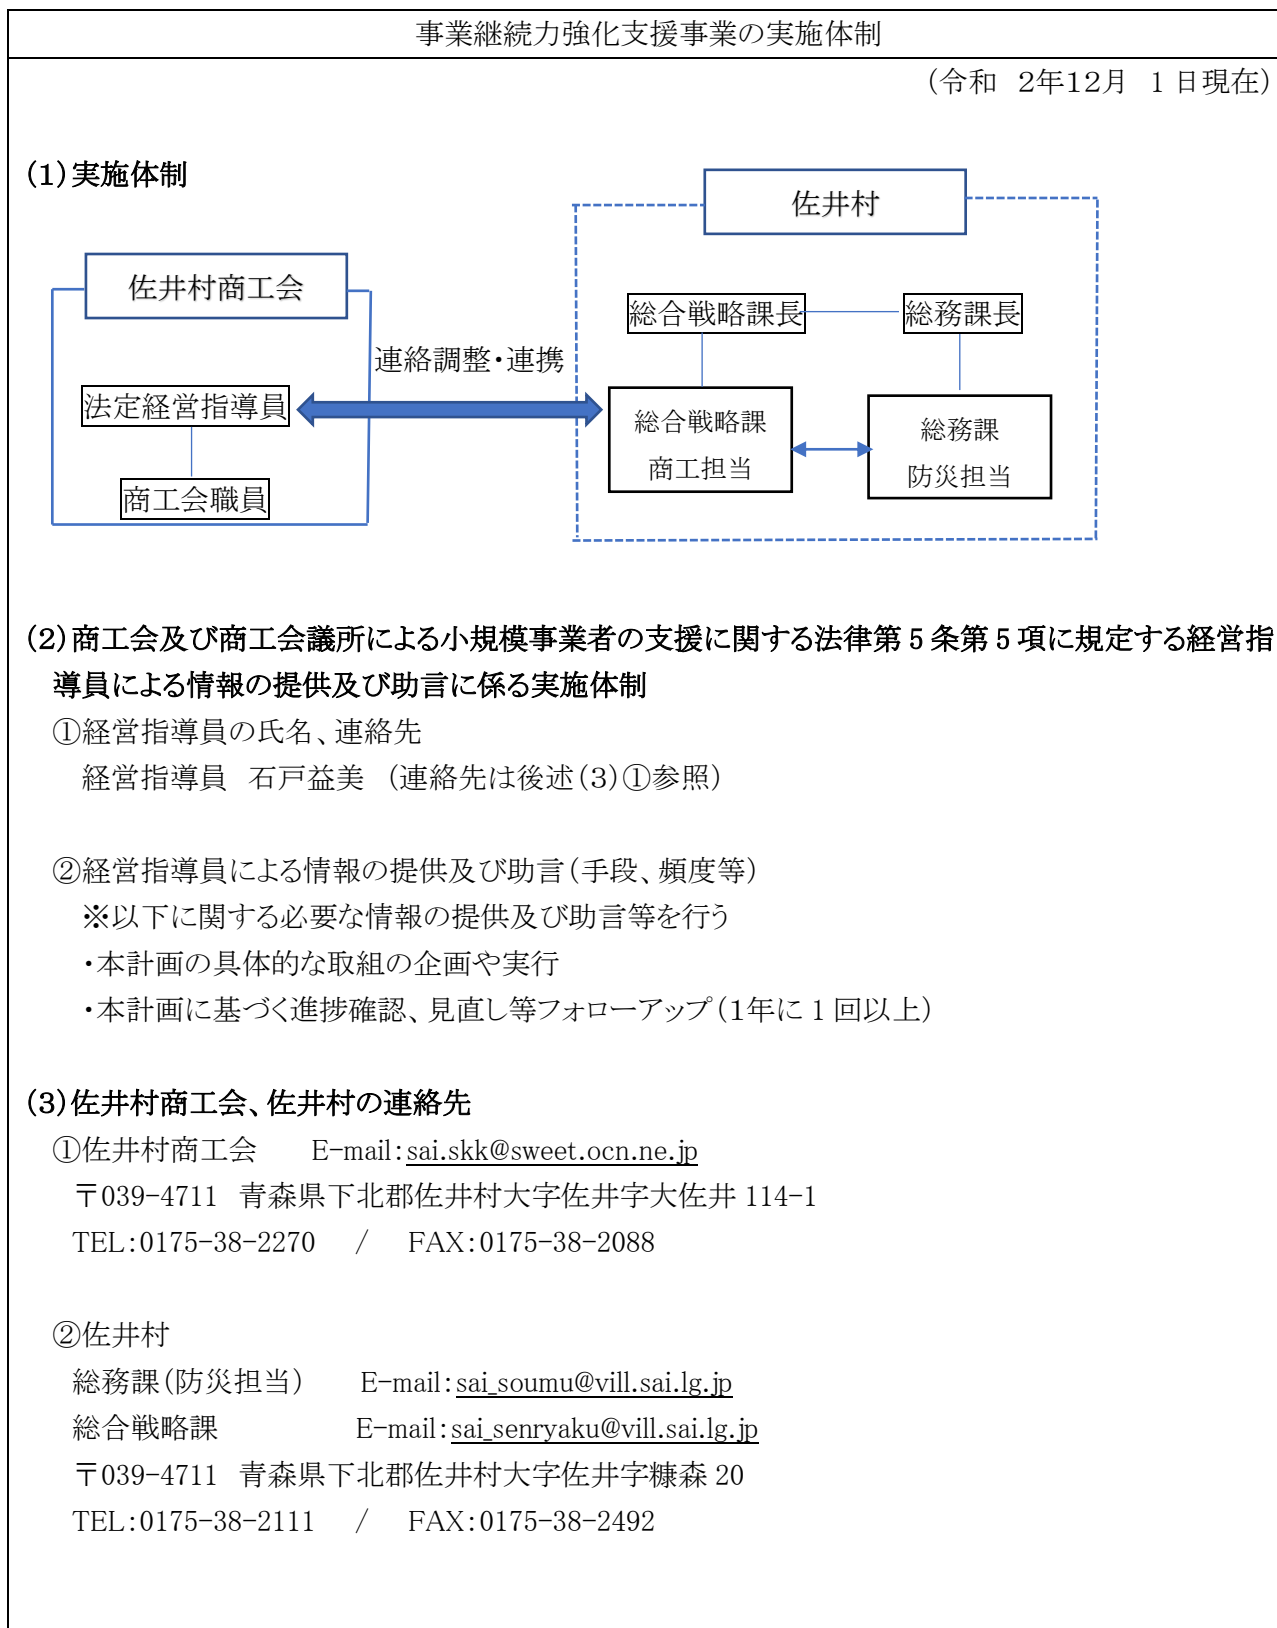 事業継続力強化支援事業の実施体制
（令和　2年12月　1日現在）
（1）実施体制
佐井村
佐井村商工会
総合戦略課長
総務課長
連絡調整・連携
法定経営指導員
総合戦略課
商工担当
総務課
防災担当
商工会職員
（2）商工会及び商工会議所による小規模事業者の支援に関する法律第5条第5項に規定する経営指
導員による情報の提供及び助言に係る実施体制
①経営指導員の氏名、連絡先
経営指導員　石戸益美　（連絡先は後述（3）①参照）
②経営指導員による情報の提供及び助言（手段、頻度等）
※以下に関する必要な情報の提供及び助言等を行う
・本計画の具体的な取組の企画や実行
・本計画に基づく進捗確認、見直し等フォローアップ（1年に1回以上）
（3）佐井村商工会、佐井村の連絡先
①佐井村商工会　　E-mail：sai.skk@sweet.ocn.ne.jp
〒039-4711　青森県下北郡佐井村大字佐井字大佐井 114-1
TEL：0175-38-2270　/　FAX：0175-38-2088
②佐井村
総務課（防災担当）　　E-mail：sai_soumu@vill.sai.lg.jp
総合戦略課　　　　　E-mail：sai_senryaku@vill.sai.lg.jp
〒039-4711　青森県下北郡佐井村大字佐井字糠森 20
TEL：0175-38-2111　/　FAX：0175-38-2492